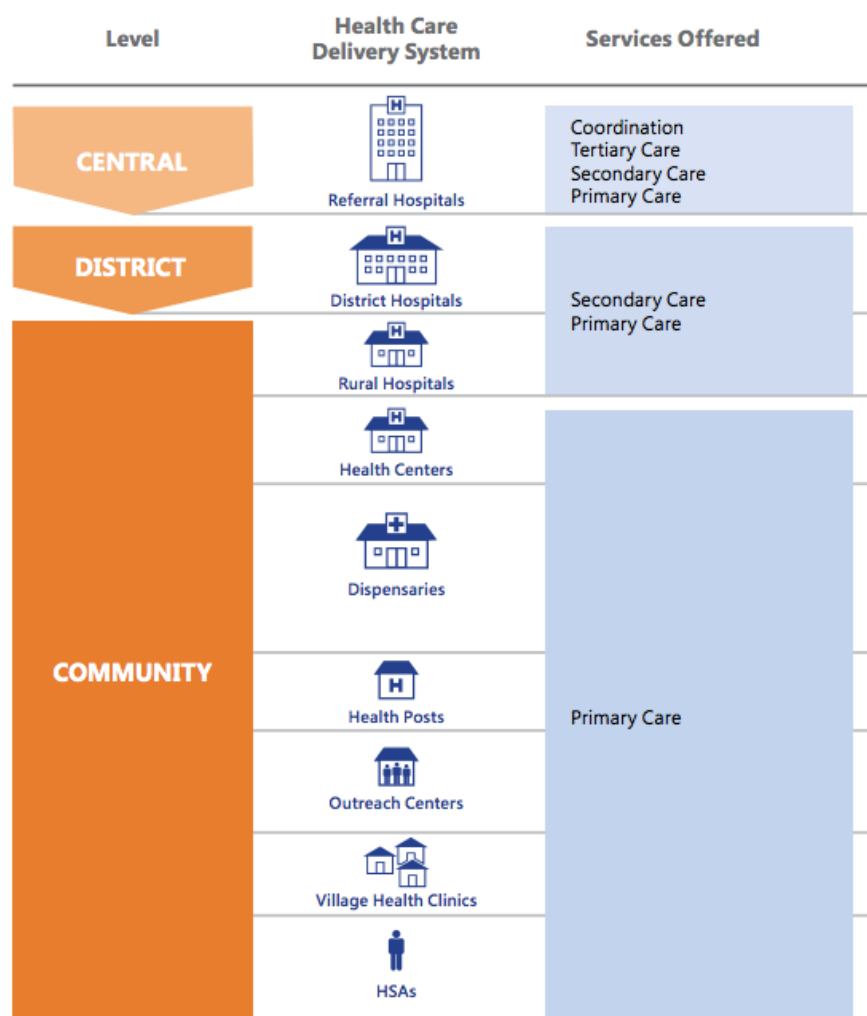 Level
Health Care
Delivery System
Services Offered
CENTRAL
H
Referral Hospitals
Coordination
Tertiary Care
Secondary Care
Primary Care
DISTRICT
H
District Hospitals
Secondary Care
Primary Care
H
Rural Hospitals
COMMUNITY
H
Health Centers
Dispensaries
H
Health Posts
Primary Care
Outreach Centers
Village Health Clinics
HSAs